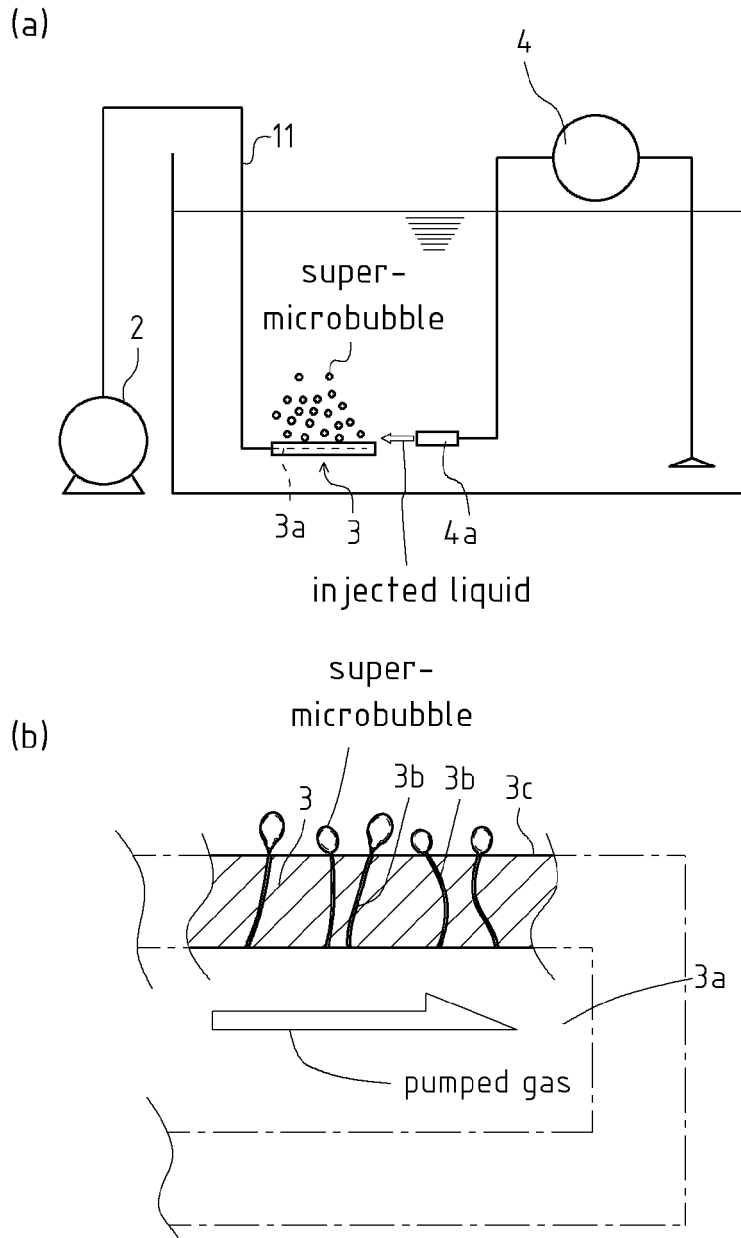 (a)
4
11
super-
microbubble
2
3a
3
4a
injected liquid
super-
microbubble
(b)
3
3b
3b
3c
3a
pumped gas